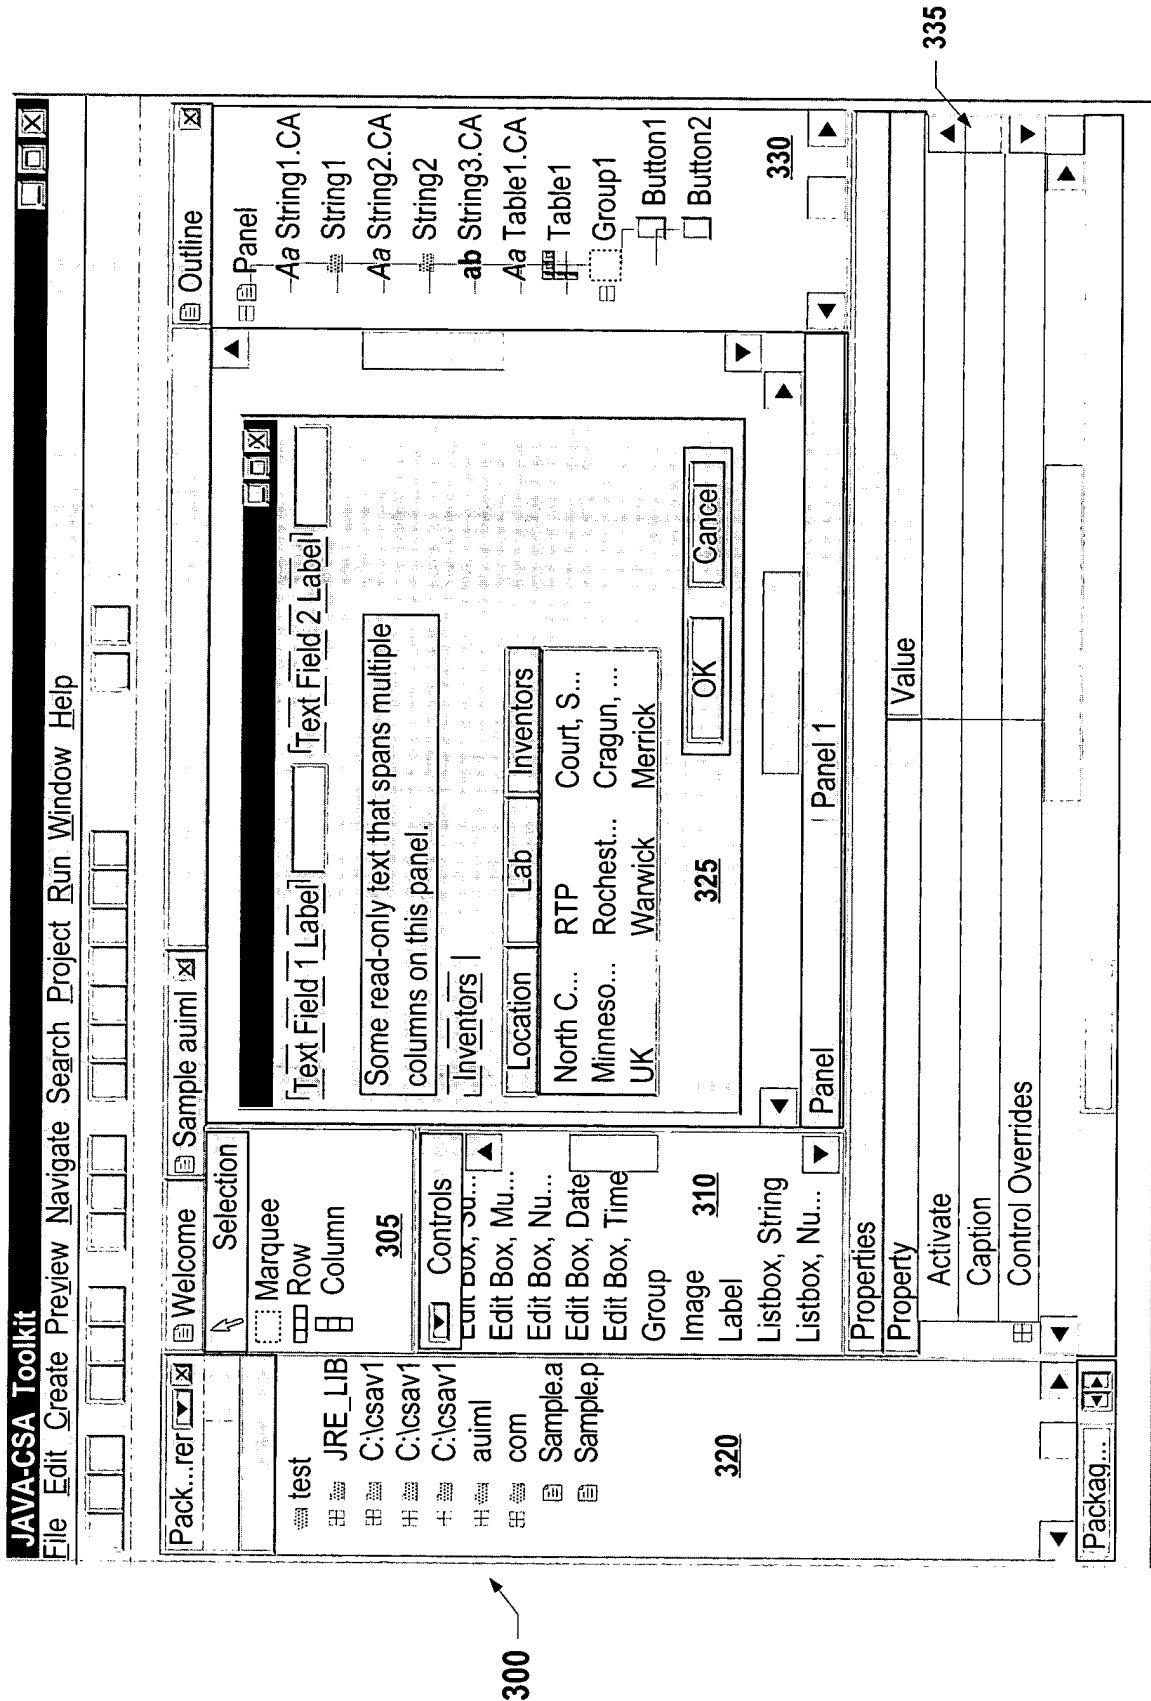 JAVA-CSA Toolkit
File Edit Create Preview Navigate Search Project Run Window Help
Pack...rer
Welcome
Sample auiml
Outline
test
JRE_LIB
C:\csav1
C:\csav1
C:\csav1
auiml
com
Sample.a
Sample.p
320
Packag...
Selection
Marquee
Row
Column
305
Controls
Edit Box, Su...
Edit Box, Mu...
Edit Box, Nu...
Edit Box, Date
Edit Box, Time
Group
Image
Label
Listbox, String
Listbox, Nu...
310
Text Field 1 Label
Text Field 2 Label
Some read-only text that spans multiple
columns on this panel.
Inventors
Location Lab Inventors
North C... RTP Court, S...
Minneso... Rochest... Cragun, ...
UK Warwick Merrick
325
OK Cancel
Panel Panel 1
Panel
Aa String1.CA
String1
Aa String2.CA
String2
ab String3.CA
Aa Table1.CA
Table1
Group1
Button1
Button2
330
Properties
Property Value
Activate
Caption
Control Overrides
335
300